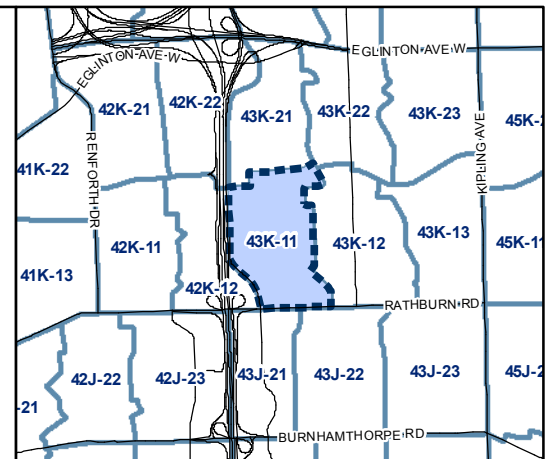 EGLINTON AVE W
EGLINTON AVE W
42K-21
42K-22
43K-21
43K-22
43K-23
45K-
RENFORTH DR
KIPLING AVE
41K-22
42K-11
43K-11
43K-12
43K-13
45K-1
41K-13
42K-12
RATHBURN RD
42J-22
42J-23
43J-21
43J-22
43J-23
45J-2
-21
BURNHAMTHORPE RD